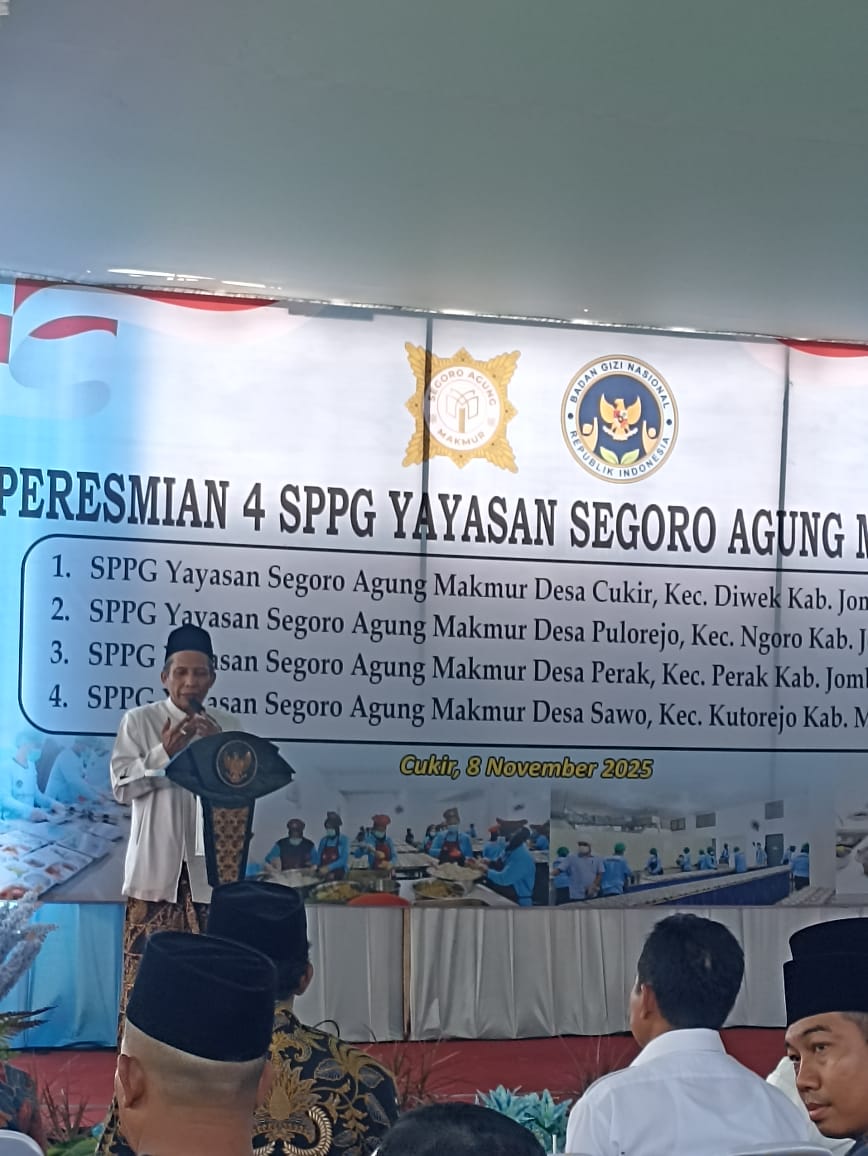 SEGORO AGUNG
MAKMUR
BADAN GIZI NASIONAL
REPUBLIK INDONESIA
PERESMIAN 4 SPPG YAYASAN SEGORO AGUNG
1. SPPG Yayasan Segoro Agung Makmur Desa Cukir, Kec. Diwek Kab.
2. SPPG Yayasan Segoro Agung Makmur Desa Pulorejo, Kec. Ngoro Kab.
3. SPPG Segoro Agung Makmur Desa Perak, Kec. Perak Kab.
4. SPPG Segoro Agung Makmur Desa Sawo, Kec. Kutorejo Kab.
Cukir, 8 November 2025